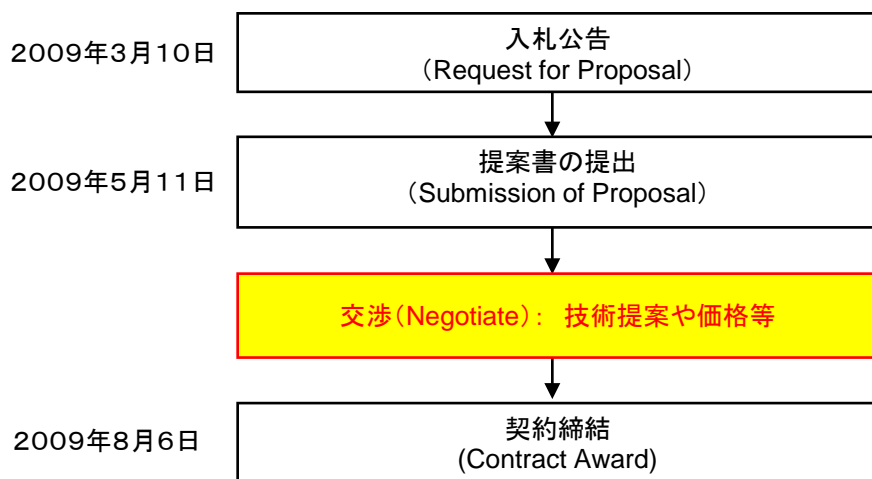 2009年3月10日
入札公告
（Request for Proposal）
2009年5月11日
提案書の提出
（Submission of Proposal）
交渉（Negotiate）： 技術提案や価格等
2009年8月6日
契約締結
(Contract Award)